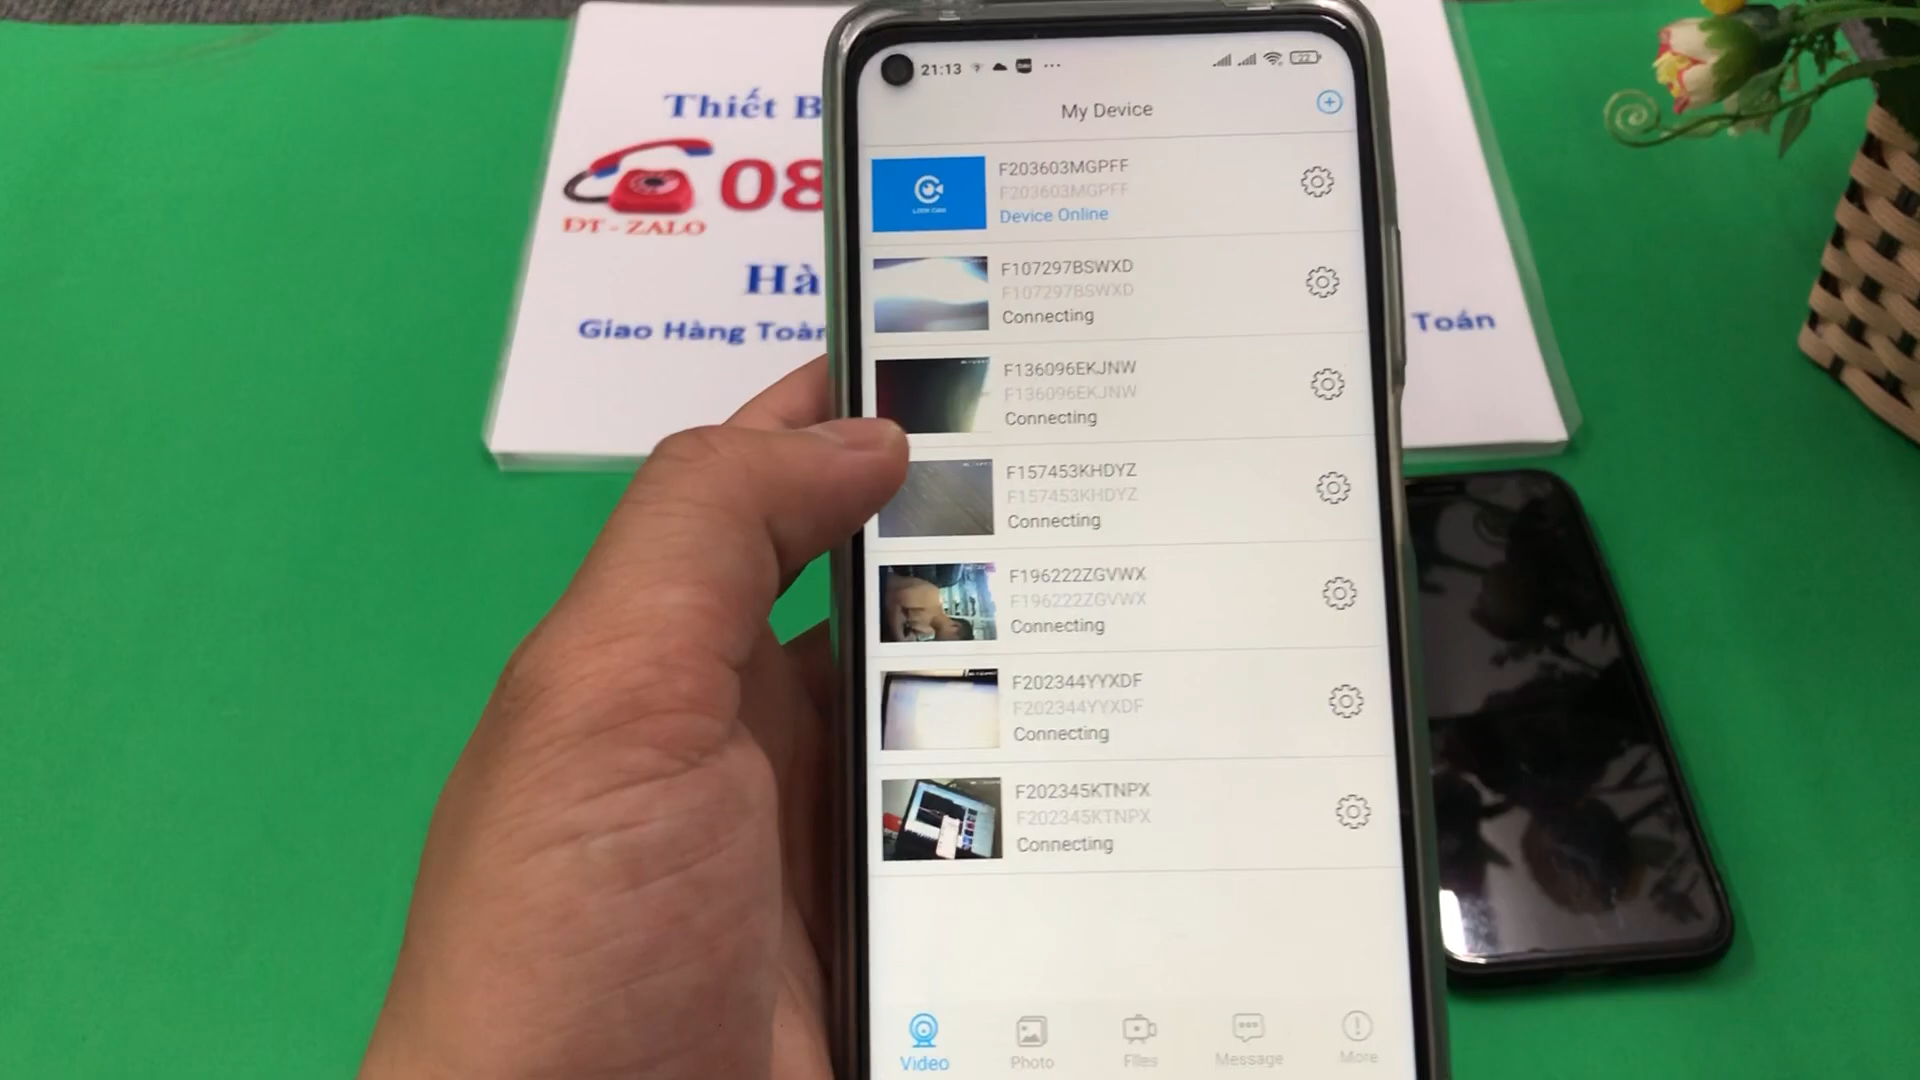 Thiết B
08
ĐT - ZALO
Hà
Giao Hàng Toàn
Toán
21:13
22
My Device
F203603MGPFF
F203603MGPFF
Device Online
F107297BSWXD
F107297BSWXD
Connecting
F136096EKJNW
F136096EKJNW
Connecting
F157453KHDYZ
F157453KHDYZ
Connecting
F196222ZGVWX
F196222ZGVWX
Connecting
F202344YYXDF
F202344YYXDF
Connecting
F202345KTNPX
F202345KTNPX
Connecting
Video
Photo
Files
Message
More